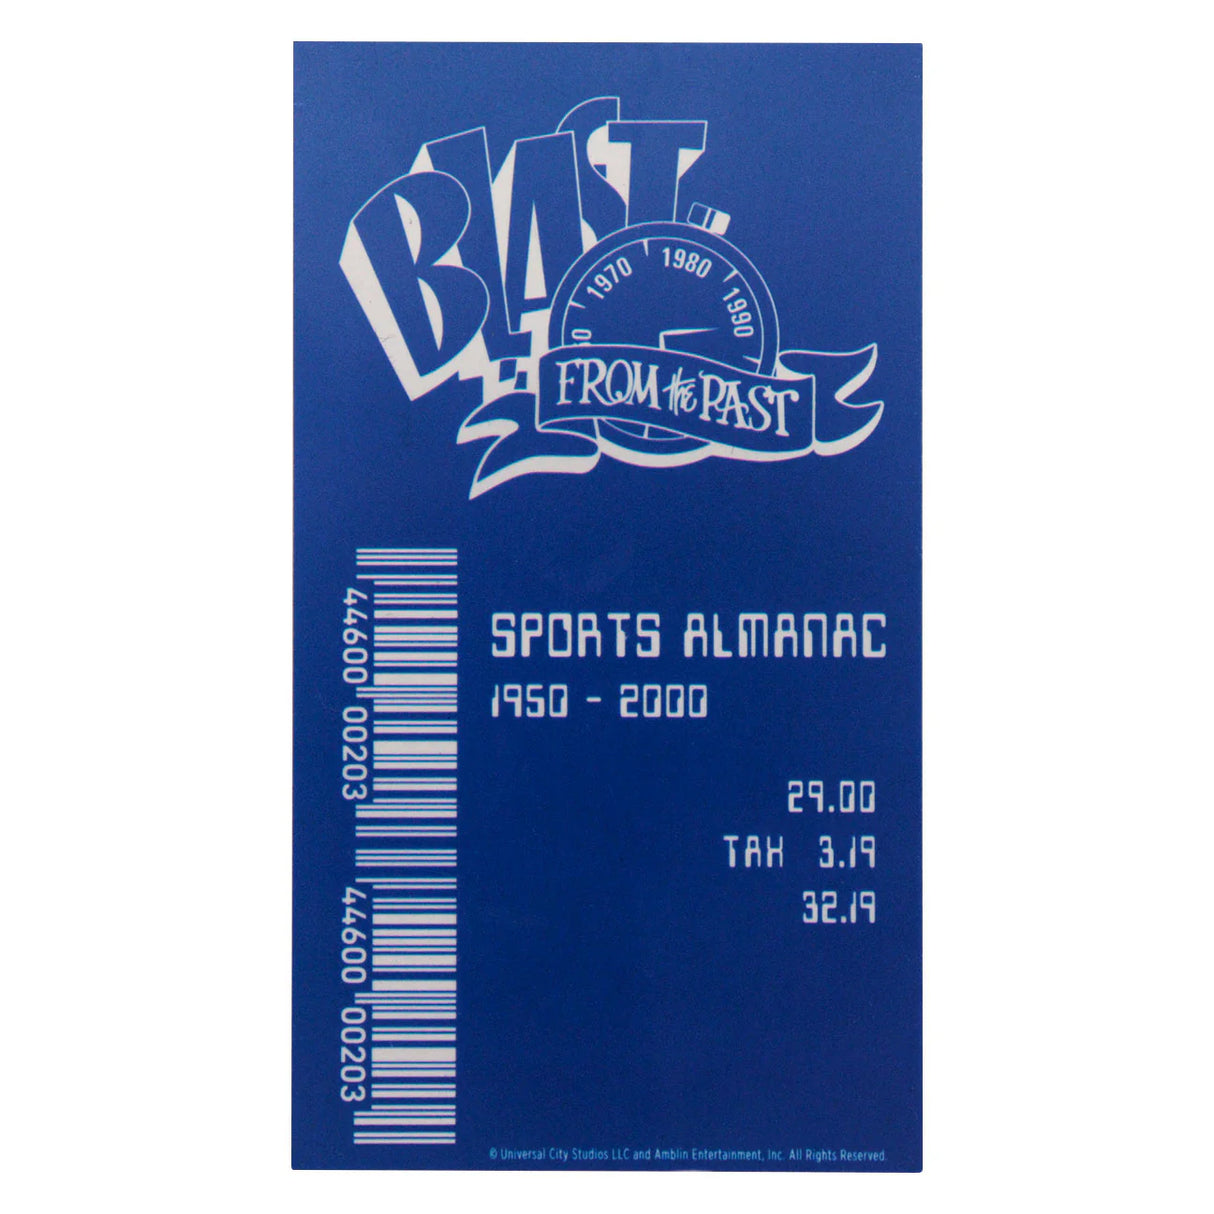 BLAST
1970 1980 1990
FROM the PAST
44600 00203
44600 00203
SPORTS ALMANAC
1950 - 2000
29.00
TAX 3.19
32.19
© Universal City Studios LLC and Amblin Entertainment, Inc. All Rights Reserved.